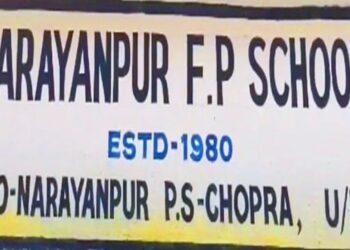 ARAYANPUR F.P SCHOO
ESTD-1980
O-NARAYANPUR P.S-CHOPRA, U/